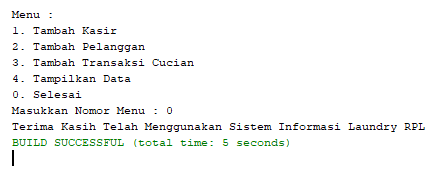 Menu :
1. Tambah Kasir
2. Tambah Pelanggan
3. Tambah Transaksi Cucian
4. Tampilkan Data
0. Selesai
Masukkan Nomor Menu : 0
Terima Kasih Telah Menggunakan Sistem Informasi Laundry RPL
BUILD SUCCESSFUL (total time: 5 seconds)